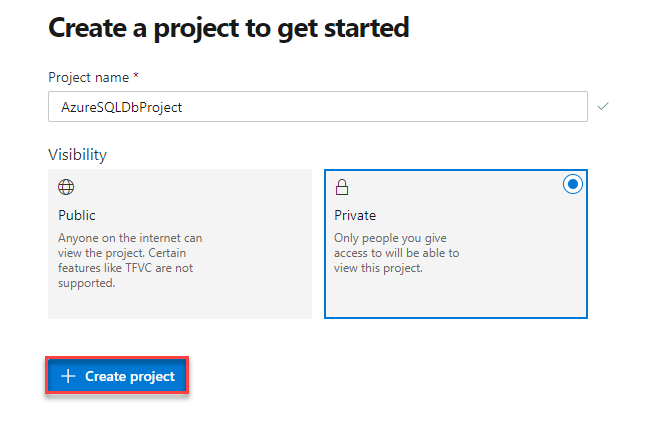 Create a project to get started
Project name *
AzureSQLDbProject
Visibility
Public
Anyone on the internet can
view the project. Certain
features like TFVC are not
supported.
Private
Only people you give
access to will be able to
view this project.
+ Create project